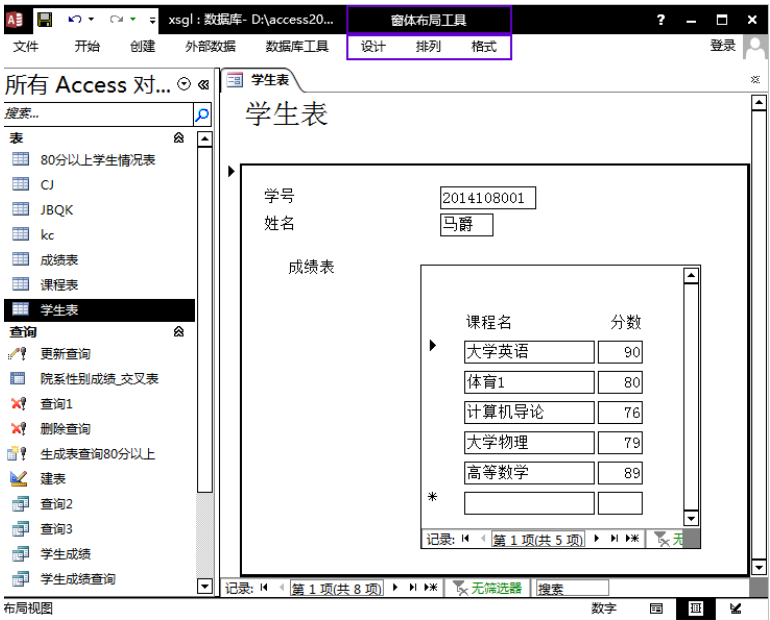 xsgl : 数据库- D:\access20... 窗体布局工具 ?
文件 开始 创建 外部数据 数据库工具 设计 排列 格式 登录
所有 Access 对...
搜索...
表
80分以上学生情况表
CJ
JBQK
kc
成绩表
课程表
学生表
查询
更新查询
院系性别成绩_交叉表
查询1
删除查询
生成表查询80分以上
建表
查询2
查询3
学生成绩
学生成绩查询
学生表
学生表
学号 2014108001
姓名 马爵
成绩表
课程名 分数
大学英语 90
体育1 80
计算机导论 76
大学物理 79
高等数学 89
记录: 第 1 项(共 5 项) 无
记录: 第 1 项(共 8 项) 无筛选器 搜索
布局视图 数字